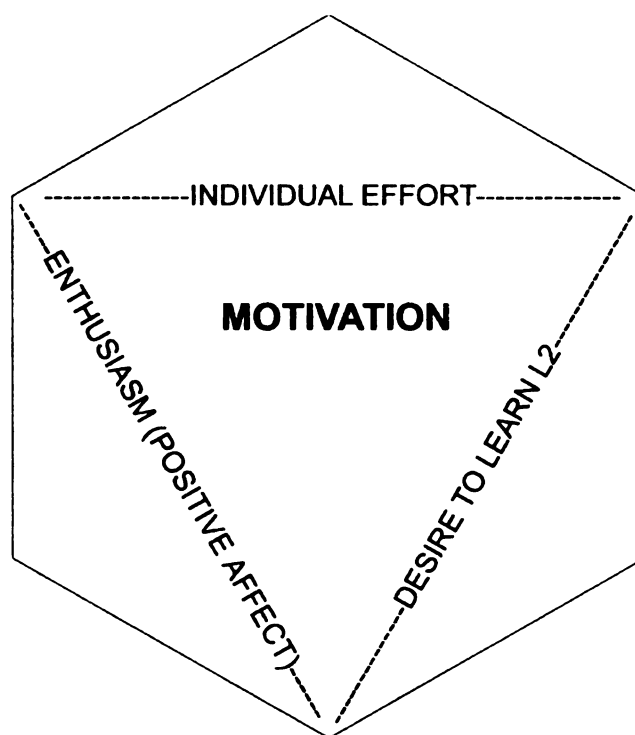 INDIVIDUAL EFFORT
MOTIVATION
ENTHUSIASM (POSITIVE AFFECT)
DESIRE TO LEARN L2